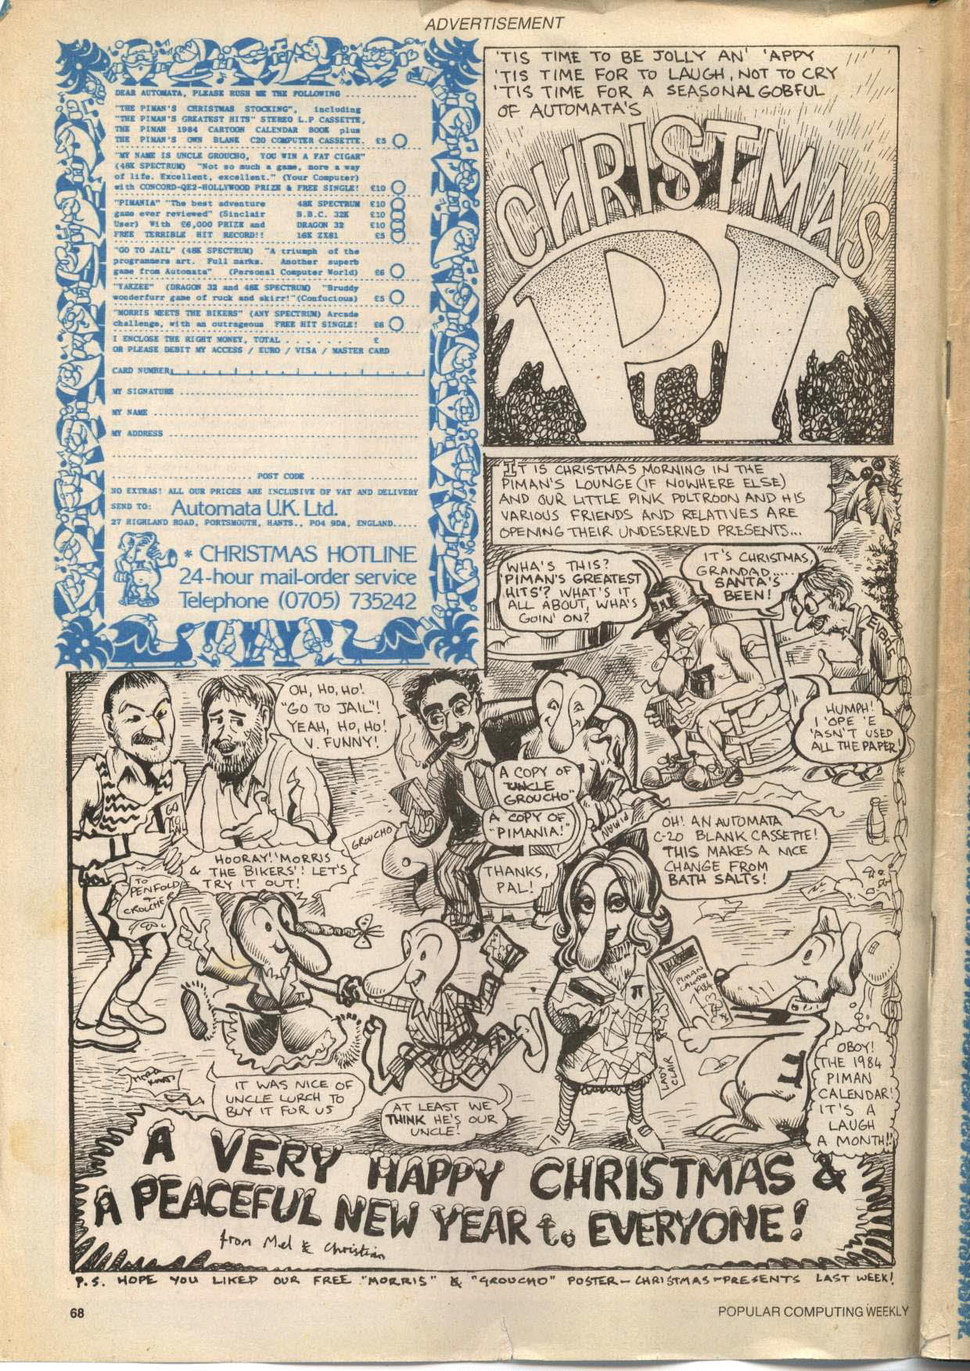 ADVERTISEMENT
DEAR AUTOMATA, PLEASE RUSH ME THE FOLLOWING
"THE PIMAN'S CHRISTMAS STOCKING", including
"THE PIMAN'S GREATEST HITS" STEREO L.P CASSETTE,
THE PIMAN 1984 CARTOON CALENDAR BOOK plus
THE PIMAN'S OWN BLANK C20 COMPUTER CASSETTE. £5
"MY NAME IS UNCLE GROUCHO, YOU WIN A FAT CIGAR"
(48K SPECTRUM) "Not so much a game, more a way
of life. Excellent, excellent." (Your Computer)
with CONCORD-QE2-HOLLYWOOD PRIZE & FREE SINGLE! £10
"PIMANIA" "The best adventure 48K SPECTRUM £10
game ever reviewed" (Sinclair B.B.C. 32K £10
User) With £6,000 PRIZE and DRAGON 32 £10
FREE TERRIBLE HIT RECORD!! 16K ZX81 £5
"GO TO JAIL" (48K SPECTRUM) "A triumph of the
programmers art. Full marks. Another superb
game from Automata" (Personal Computer World) £6
"YAKZEE" (DRAGON 32 and 48K SPECTRUM) "Bruddy
wonderfurr game of ruck and skirr!"(Confucious) £5
"MORRIS MEETS THE BIKERS" (ANY SPECTRUM) Arcade
challenge, with an outrageous FREE HIT SINGLE! £6
I ENCLOSE THE RIGHT MONEY, TOTAL . . . . . . . £
OR PLEASE DEBIT MY ACCESS / EURO / VISA / MASTER CARD
CARD NUMBER
MY SIGNATURE
MY NAME
MY ADDRESS
POST CODE
NO EXTRAS! ALL OUR PRICES ARE INCLUSIVE OF VAT AND DELIVERY
SEND TO: Automata U.K. Ltd.
27 HIGHLAND ROAD, PORTSMOUTH, HANTS., PO4 9DA, ENGLAND.....
* CHRISTMAS HOTLINE
24-hour mail-order service
Telephone (0705) 735242
'TIS TIME TO BE JOLLY AN' 'APPY
'TIS TIME FOR TO LAUGH, NOT TO CRY
'TIS TIME FOR A SEASONAL GOBFUL
OF AUTOMATA'S
CHRISTMAS
PI
IT IS CHRISTMAS MORNING IN THE
PIMAN'S LOUNGE (IF NOWHERE ELSE)
AND OUR LITTLE PINK POLTROON AND HIS
VARIOUS FRIENDS AND RELATIVES ARE
OPENING THEIR UNDESERVED PRESENTS...
WHA'S THIS?
PIMAN'S GREATEST
HITS'? WHAT'S IT
ALL ABOUT, WHA'S
GOIN' ON?
IT'S CHRISTMAS,
GRANDAD....
SANTA'S
BEEN!
HUMPH!
I 'OPE 'E
'ASN'T USED
ALL THE PAPER!
OH, HO, HO!
"GO TO JAIL"!
YEAH, HO, HO!
V. FUNNY!
A COPY OF
"UNCLE
GROUCHO"
A COPY OF
"PIMANIA!"
THANKS,
PAL!
GROUCHO
PIMAN
OH! AN AUTOMATA
C-20 BLANK CASSETTE!
THIS MAKES A NICE
CHANGE FROM
BATH SALTS!
HOORAY! 'MORRIS
& THE BIKERS'! LET'S
TRY IT OUT!
TO
PENFOLD
&
CROUCHER
PIMAN
1984
LADY
CLAIR
π
IT WAS NICE OF
UNCLE LURCH TO
BUY IT FOR US
AT LEAST WE
THINK HE'S OUR
UNCLE!
OBOY!
THE 1984
PIMAN
CALENDAR!
IT'S A
LAUGH
A MONTH!!
A VERY HAPPY CHRISTMAS &
A PEACEFUL NEW YEAR to EVERYONE!
from Mel & Christian
P.S. HOPE YOU LIKED OUR FREE "MORRIS" & "GROUCHO" POSTER-CHRISTMAS-PRESENTS LAST WEEK!
68
POPULAR COMPUTING WEEKLY